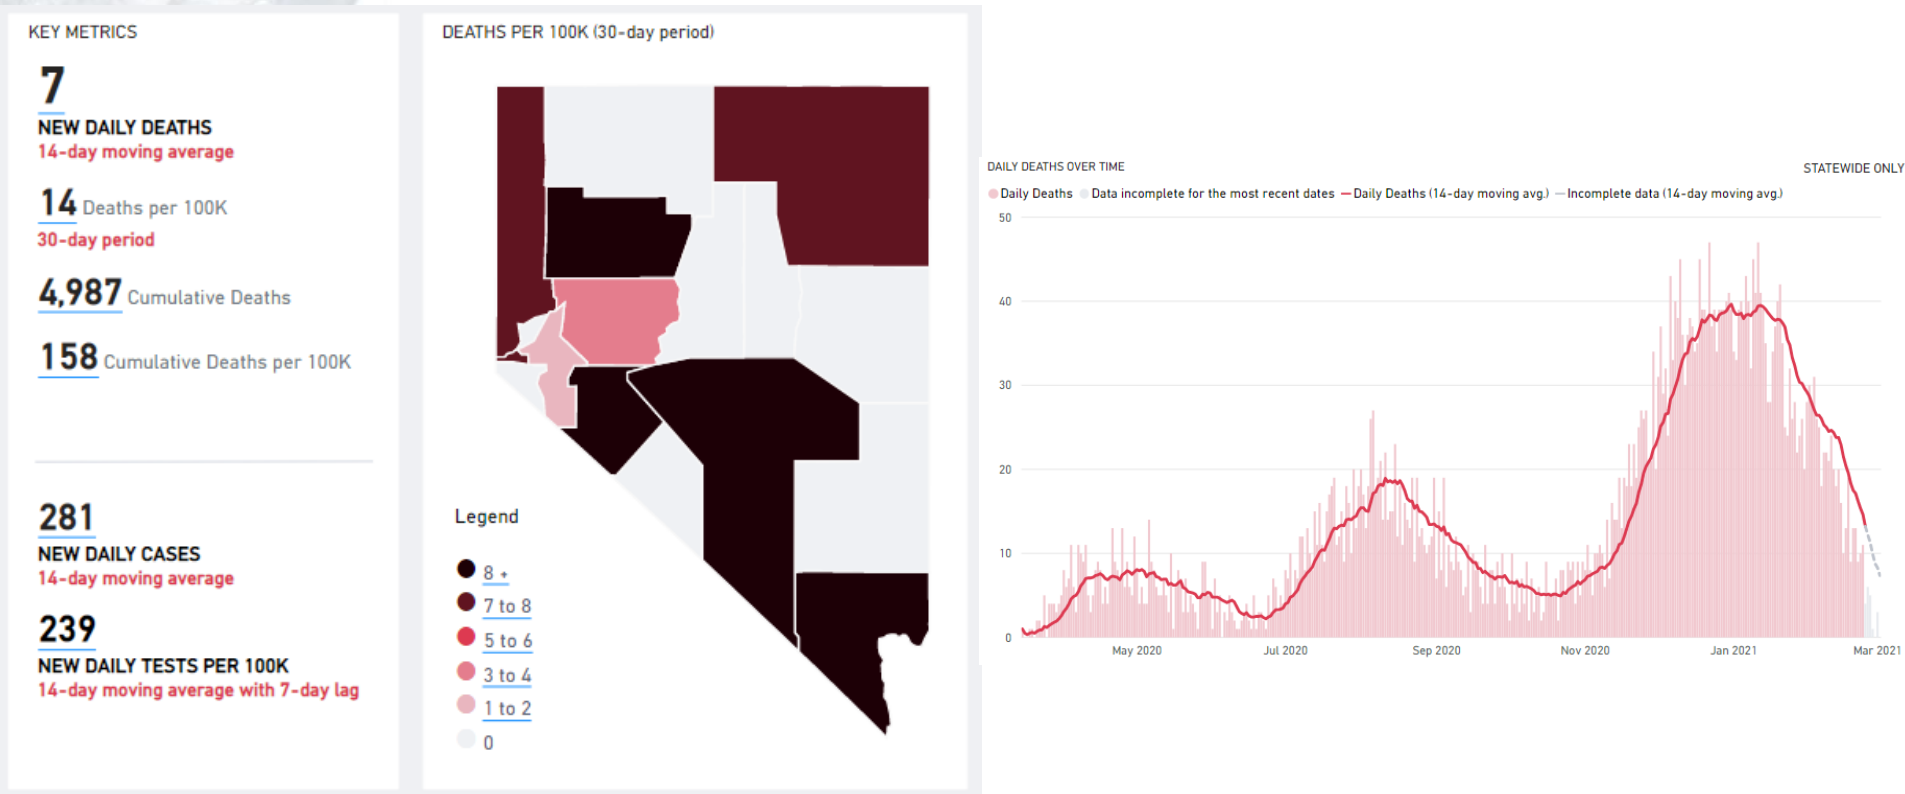 KEY METRICS
7
NEW DAILY DEATHS
14-day moving average
14 Deaths per 100K
30-day period
4,987 Cumulative Deaths
158 Cumulative Deaths per 100K
281
NEW DAILY CASES
14-day moving average
239
NEW DAILY TESTS PER 100K
14-day moving average with 7-day lag
DEATHS PER 100K (30-day period)
Legend
8 +
7 to 8
5 to 6
3 to 4
1 to 2
0
DAILY DEATHS OVER TIME
STATEWIDE ONLY
Daily Deaths Data incomplete for the most recent dates Daily Deaths (14-day moving avg.) Incomplete data (14-day moving avg.)
50
40
30
20
10
0
May 2020 Jul 2020 Sep 2020 Nov 2020 Jan 2021 Mar 2021